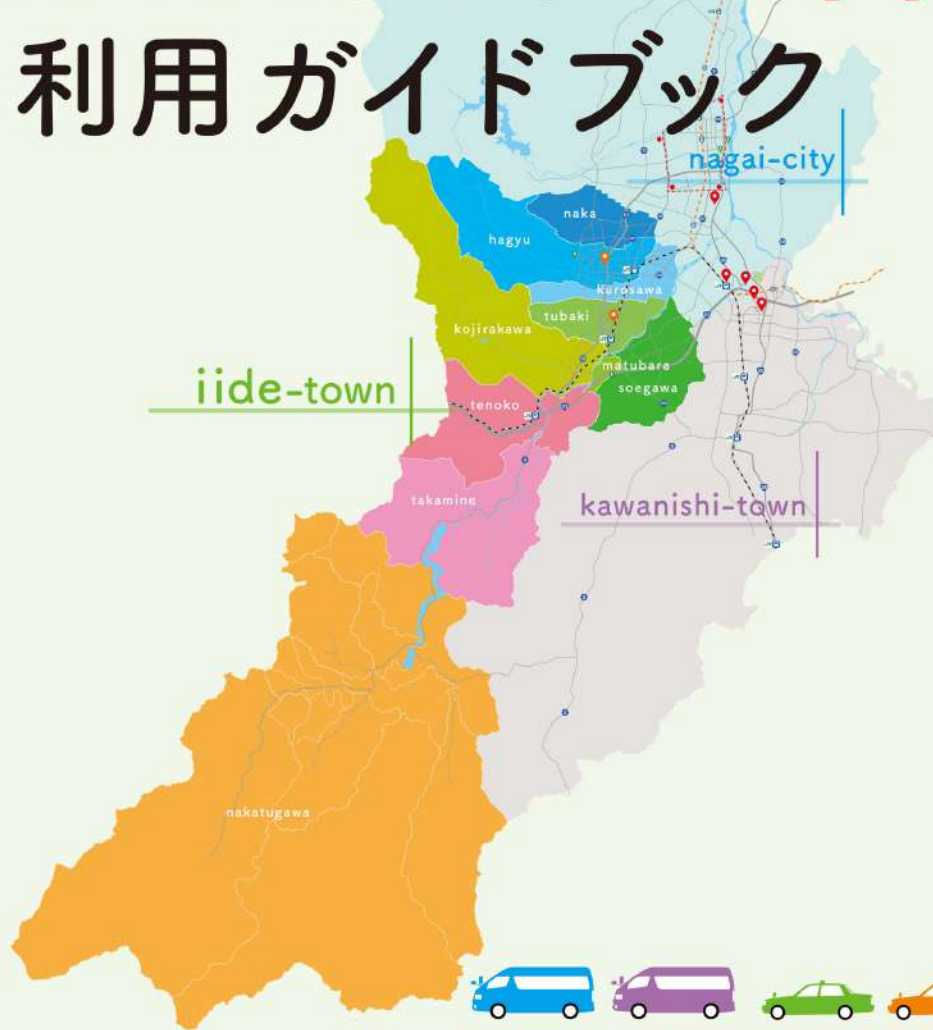 利用ガイドブック
nagai-city
naka
hagyu
kurosawa
tubaki
kojirakawa
matubara
soegawa
iide-town
tenoko
takamine
kawanishi-town
nakatugawa